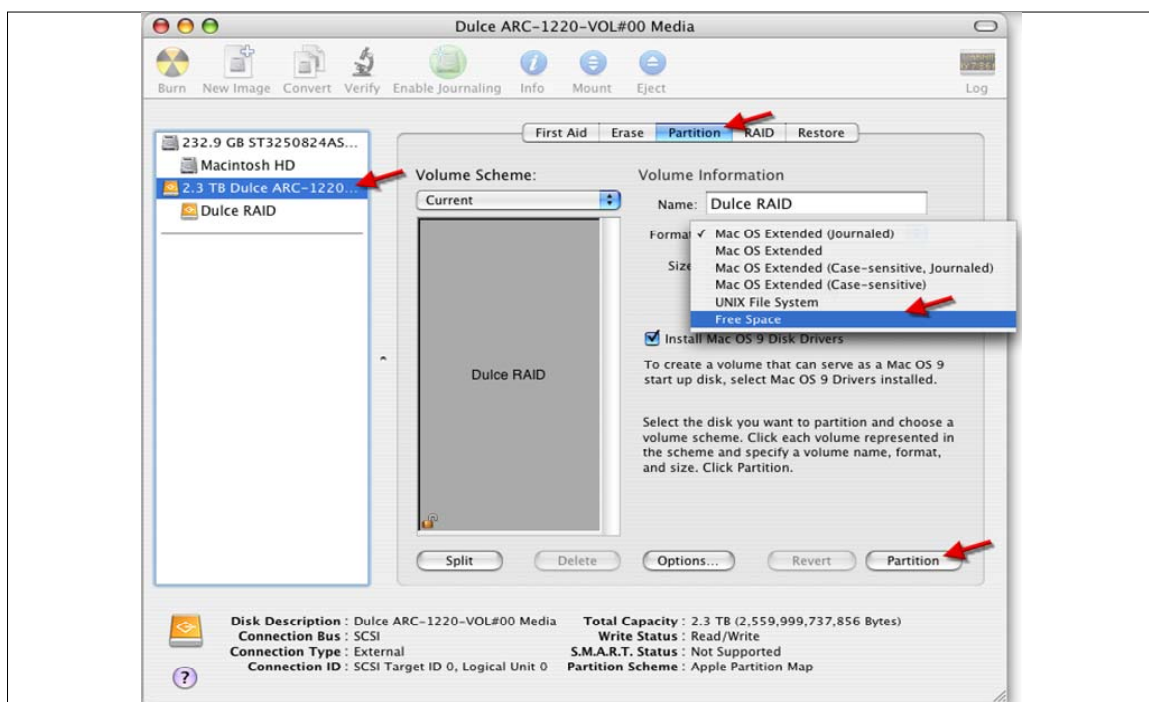 Dulce ARC-1220-VOL#00 Media
Burn New Image Convert Verify Enable Journaling Info Mount Eject Log
232.9 GB ST3250824AS...
Macintosh HD
2.3 TB Dulce ARC-1220...
Dulce RAID
First Aid Erase Partition RAID Restore
Volume Scheme:
Current
Dulce RAID
Volume Information
Name: Dulce RAID
Format
✓ Mac OS Extended (Journaled)
Mac OS Extended
Size
Mac OS Extended (Case-sensitive, Journaled)
Mac OS Extended (Case-sensitive)
UNIX File System
Free Space
Install Mac OS 9 Disk Drivers
To create a volume that can serve as a Mac OS 9
start up disk, select Mac OS 9 Drivers installed.
Select the disk you want to partition and choose a
volume scheme. Click each volume represented in
the scheme and specify a volume name, format,
and size. Click Partition.
Split Delete Options... Revert Partition
Disk Description : Dulce ARC-1220-VOL#00 Media
Connection Bus : SCSI
Connection Type : External
Connection ID : SCSI Target ID 0, Logical Unit 0
Total Capacity : 2.3 TB (2,559,999,737,856 Bytes)
Write Status : Read/Write
S.M.A.R.T. Status : Not Supported
Partition Scheme : Apple Partition Map
?